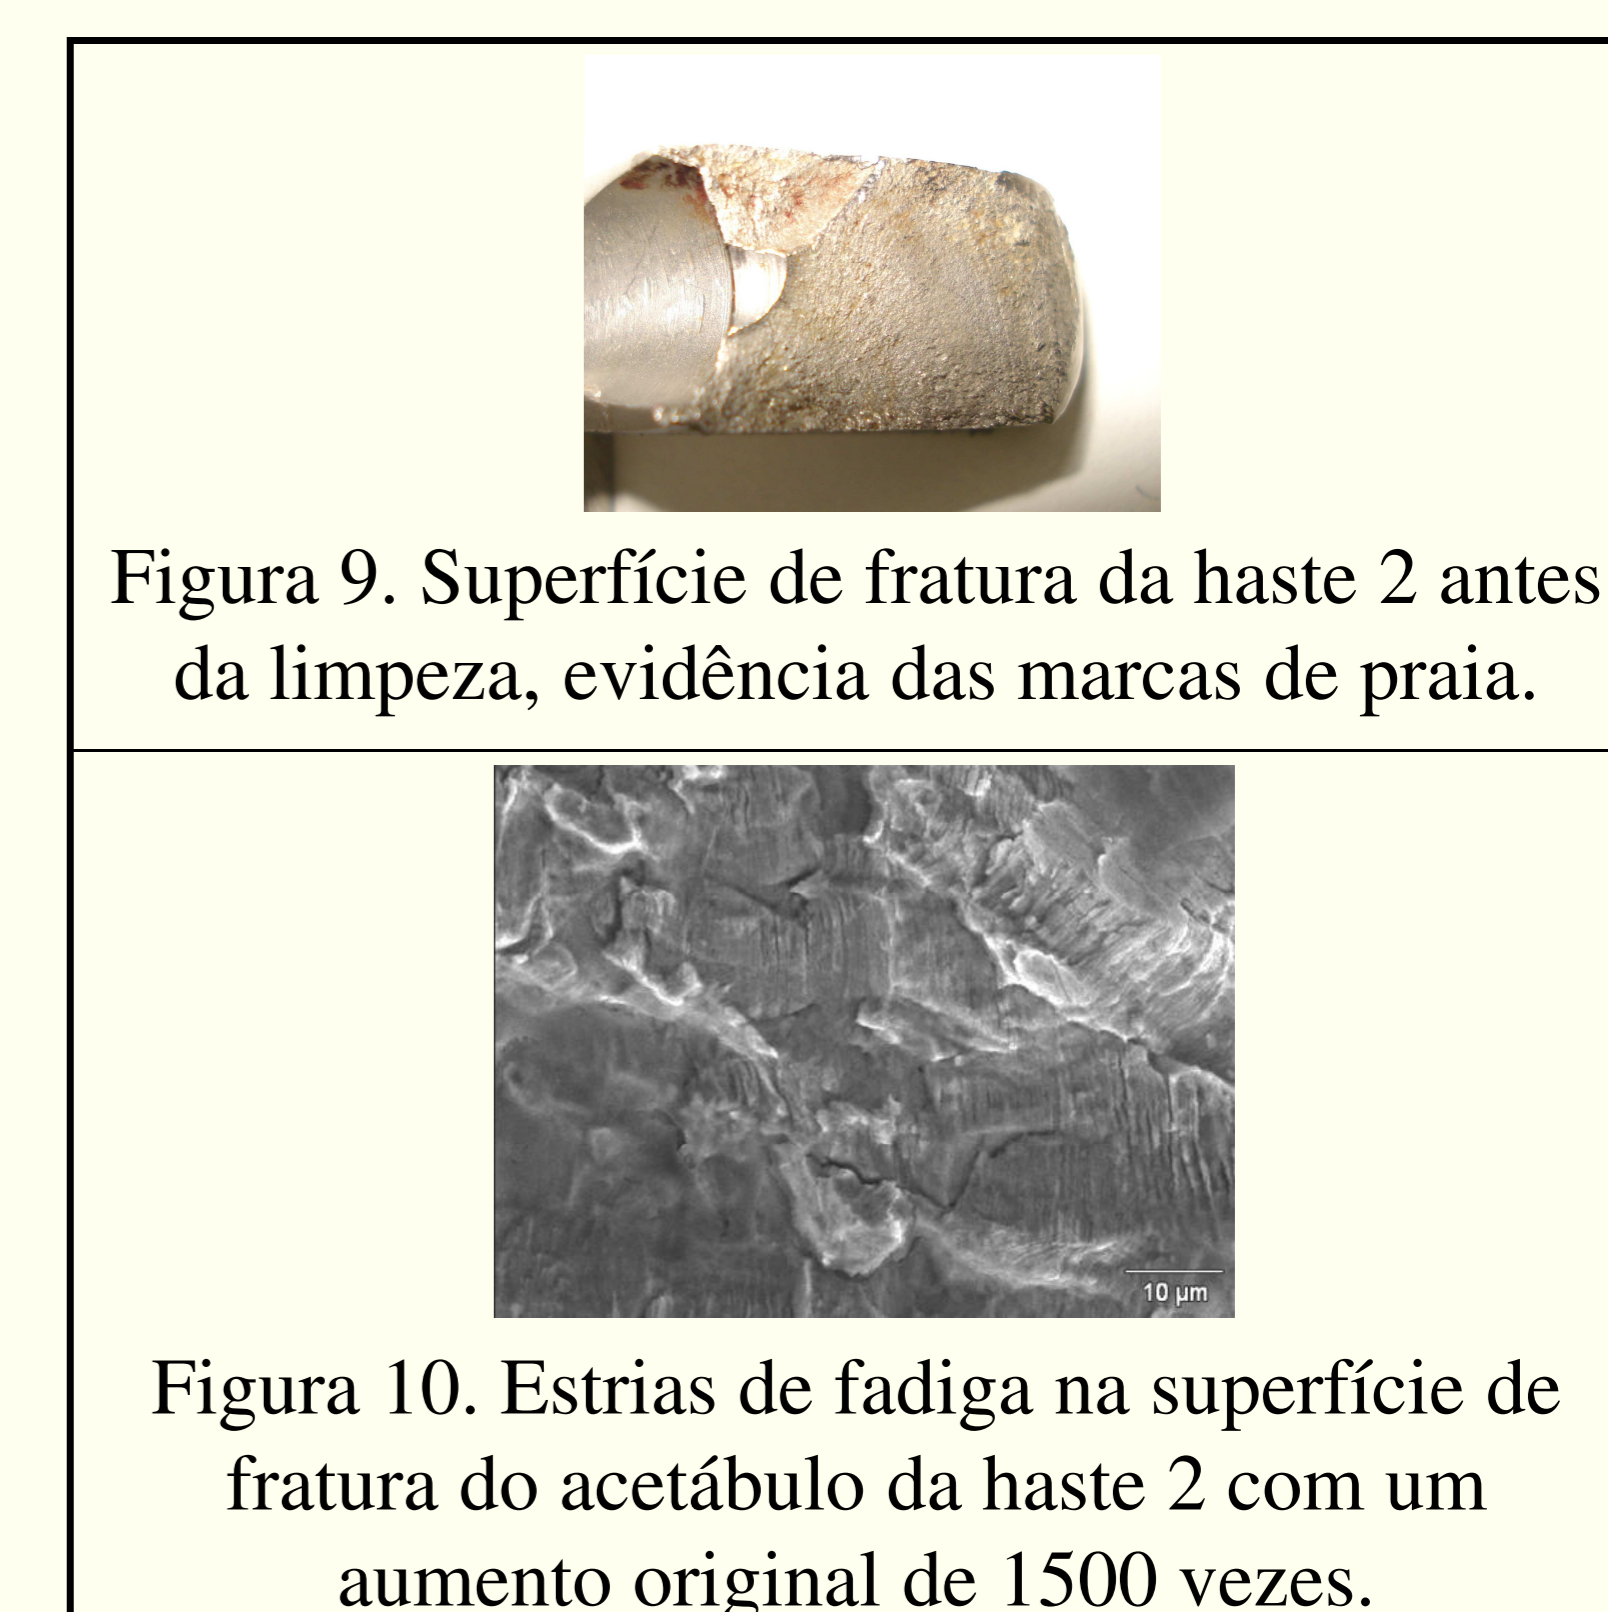 Figura 9. Superfície de fratura da haste 2 antes
da limpeza, evidência das marcas de praia.
10 µm
Figura 10. Estrias de fadiga na superfície de
fratura do acetábulo da haste 2 com um
aumento original de 1500 vezes.